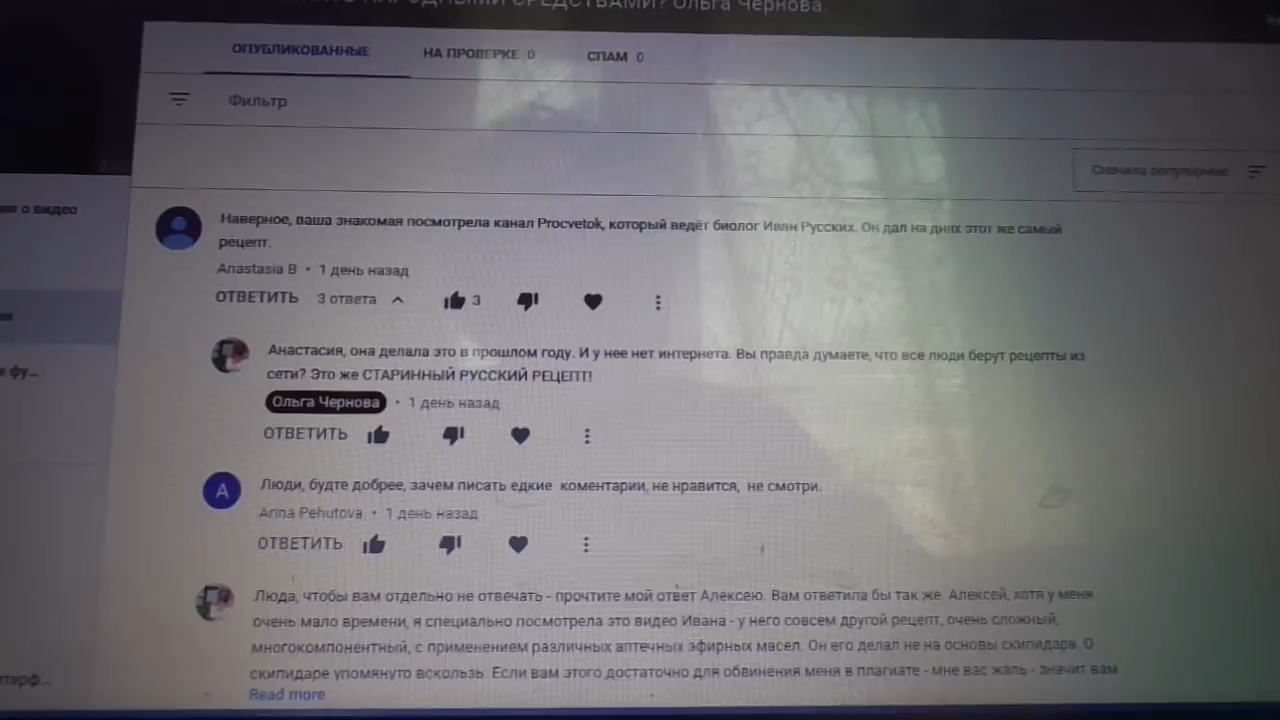 НАРОДНЫМИ СРЕДСТВАМИ? Ольга Чернова.
ОПУБЛИКОВАННЫЕ НА ПРОВЕРКЕ 0 СПАМ 0
Фильтр
Сначала популярные
о видео
Наверное, ваша знакомая посмотрела канал Procvetok, который ведёт биолог Иван Русских. Он дал на днях этот же самый
рецепт.
Anastasia B • 1 день назад
ОТВЕТИТЬ 3 ответа 3
фу...
Анастасия, она делала это в прошлом году. И у нее нет интернета. Вы правда думаете, что все люди берут рецепты из
сети? Это же СТАРИННЫЙ РУССКИЙ РЕЦЕПТ!
Ольга Чернова • 1 день назад
ОТВЕТИТЬ
A
Люди, будте добрее, зачем писать едкие коментарии, не нравится, не смотри.
Arina Pehutova • 1 день назад
ОТВЕТИТЬ
Люда, чтобы вам отдельно не отвечать - прочтите мой ответ Алексею. Вам ответила бы так же. Алексей, хотя у меня
очень мало времени, я специально посмотрела это видео Ивана - у него совсем другой рецепт, очень сложный,
многокомпонентный, с применением различных аптечных эфирных масел. Он его делал не на основы скипидара. О
скипидаре упомянуто вскользь. Если вам этого достаточно для обвинения меня в плагиате - мне вас жаль - значит вам
Read more